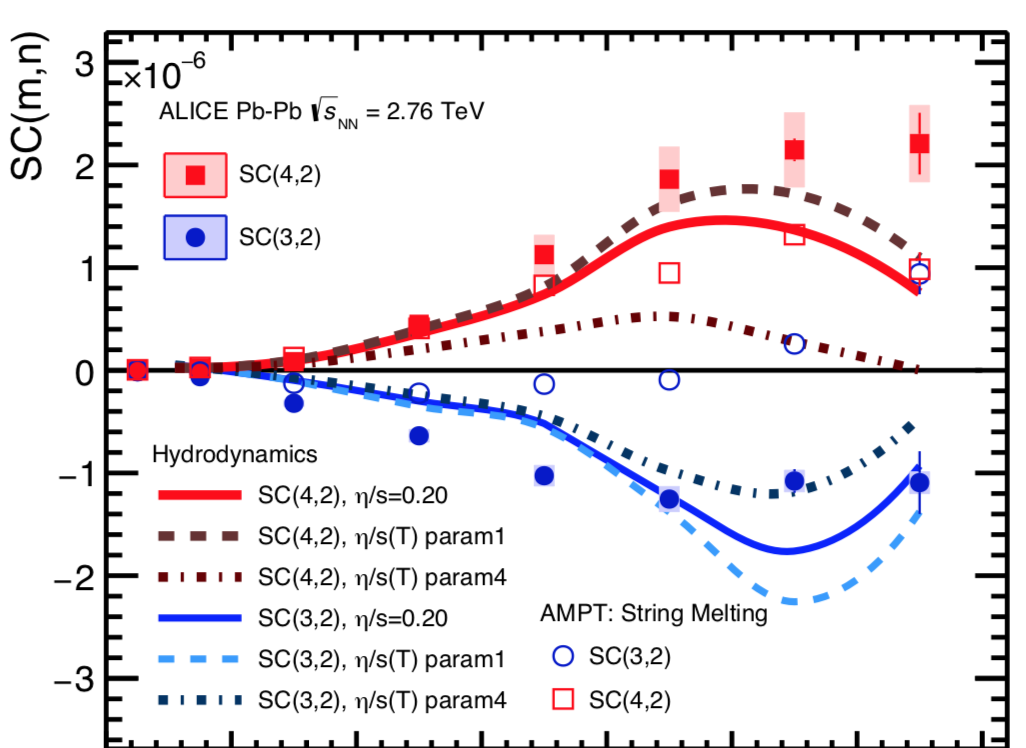 SC(m,n)
×10⁻⁶
3
2
1
0
−1
−2
−3
ALICE Pb-Pb √sNN = 2.76 TeV
SC(4,2)
SC(3,2)
Hydrodynamics
SC(4,2), η/s=0.20
SC(4,2), η/s(T) param1
SC(4,2), η/s(T) param4
SC(3,2), η/s=0.20
SC(3,2), η/s(T) param1
SC(3,2), η/s(T) param4
AMPT: String Melting
SC(3,2)
SC(4,2)